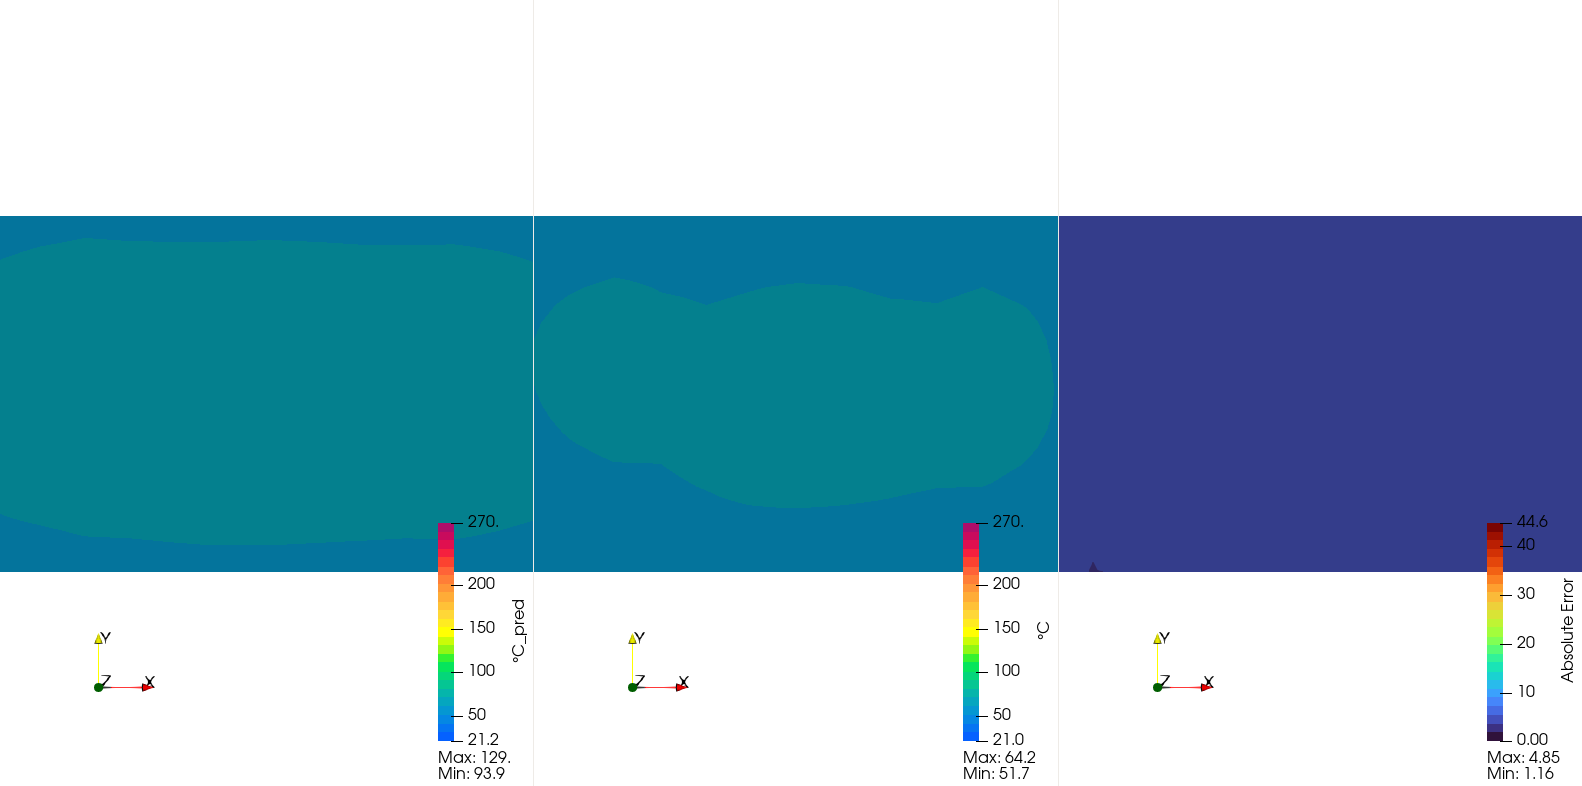 270.
200
150
100
50
21.2
°C_pred
Max: 129.
Min: 93.9
Y
Z
X
270.
200
150
100
50
21.0
°C
Max: 64.2
Min: 51.7
Y
Z
X
44.6
40
30
20
10
0.00
Absolute Error
Max: 4.85
Min: 1.16
Y
Z
X